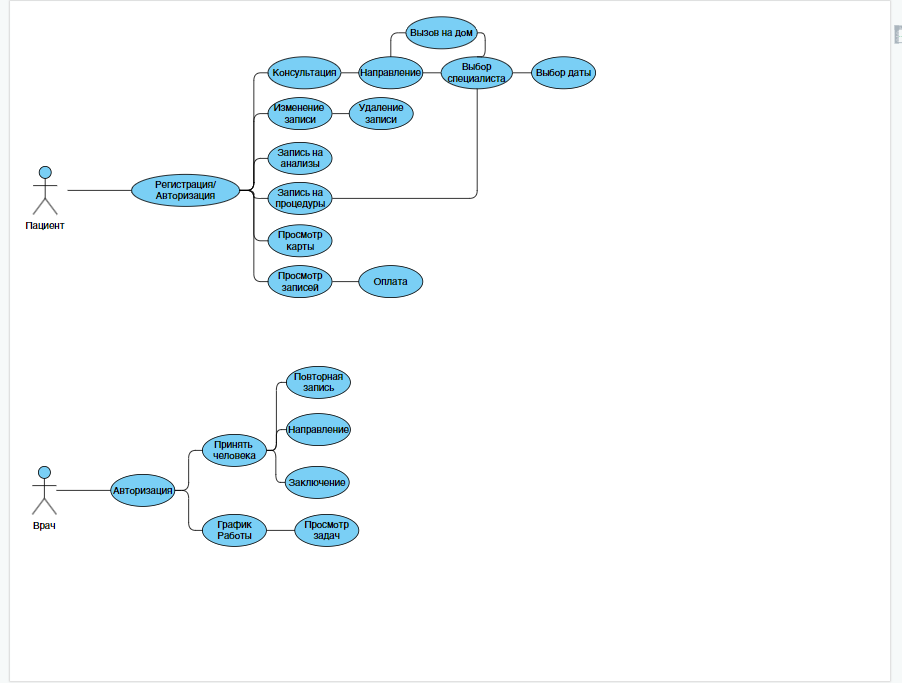 Вызов на дом
Консультация
Направление
Выбор
специалиста
Выбор даты
Изменение
записи
Удаление
записи
Запись на
анализы
Регистрация/
Авторизация
Запись на
процедуры
Пациент
Просмотр
карты
Просмотр
записей
Оплата
Повторная
запись
Направление
Принять
человека
Заключение
Авторизация
Врач
График
Работы
Просмотр
задач